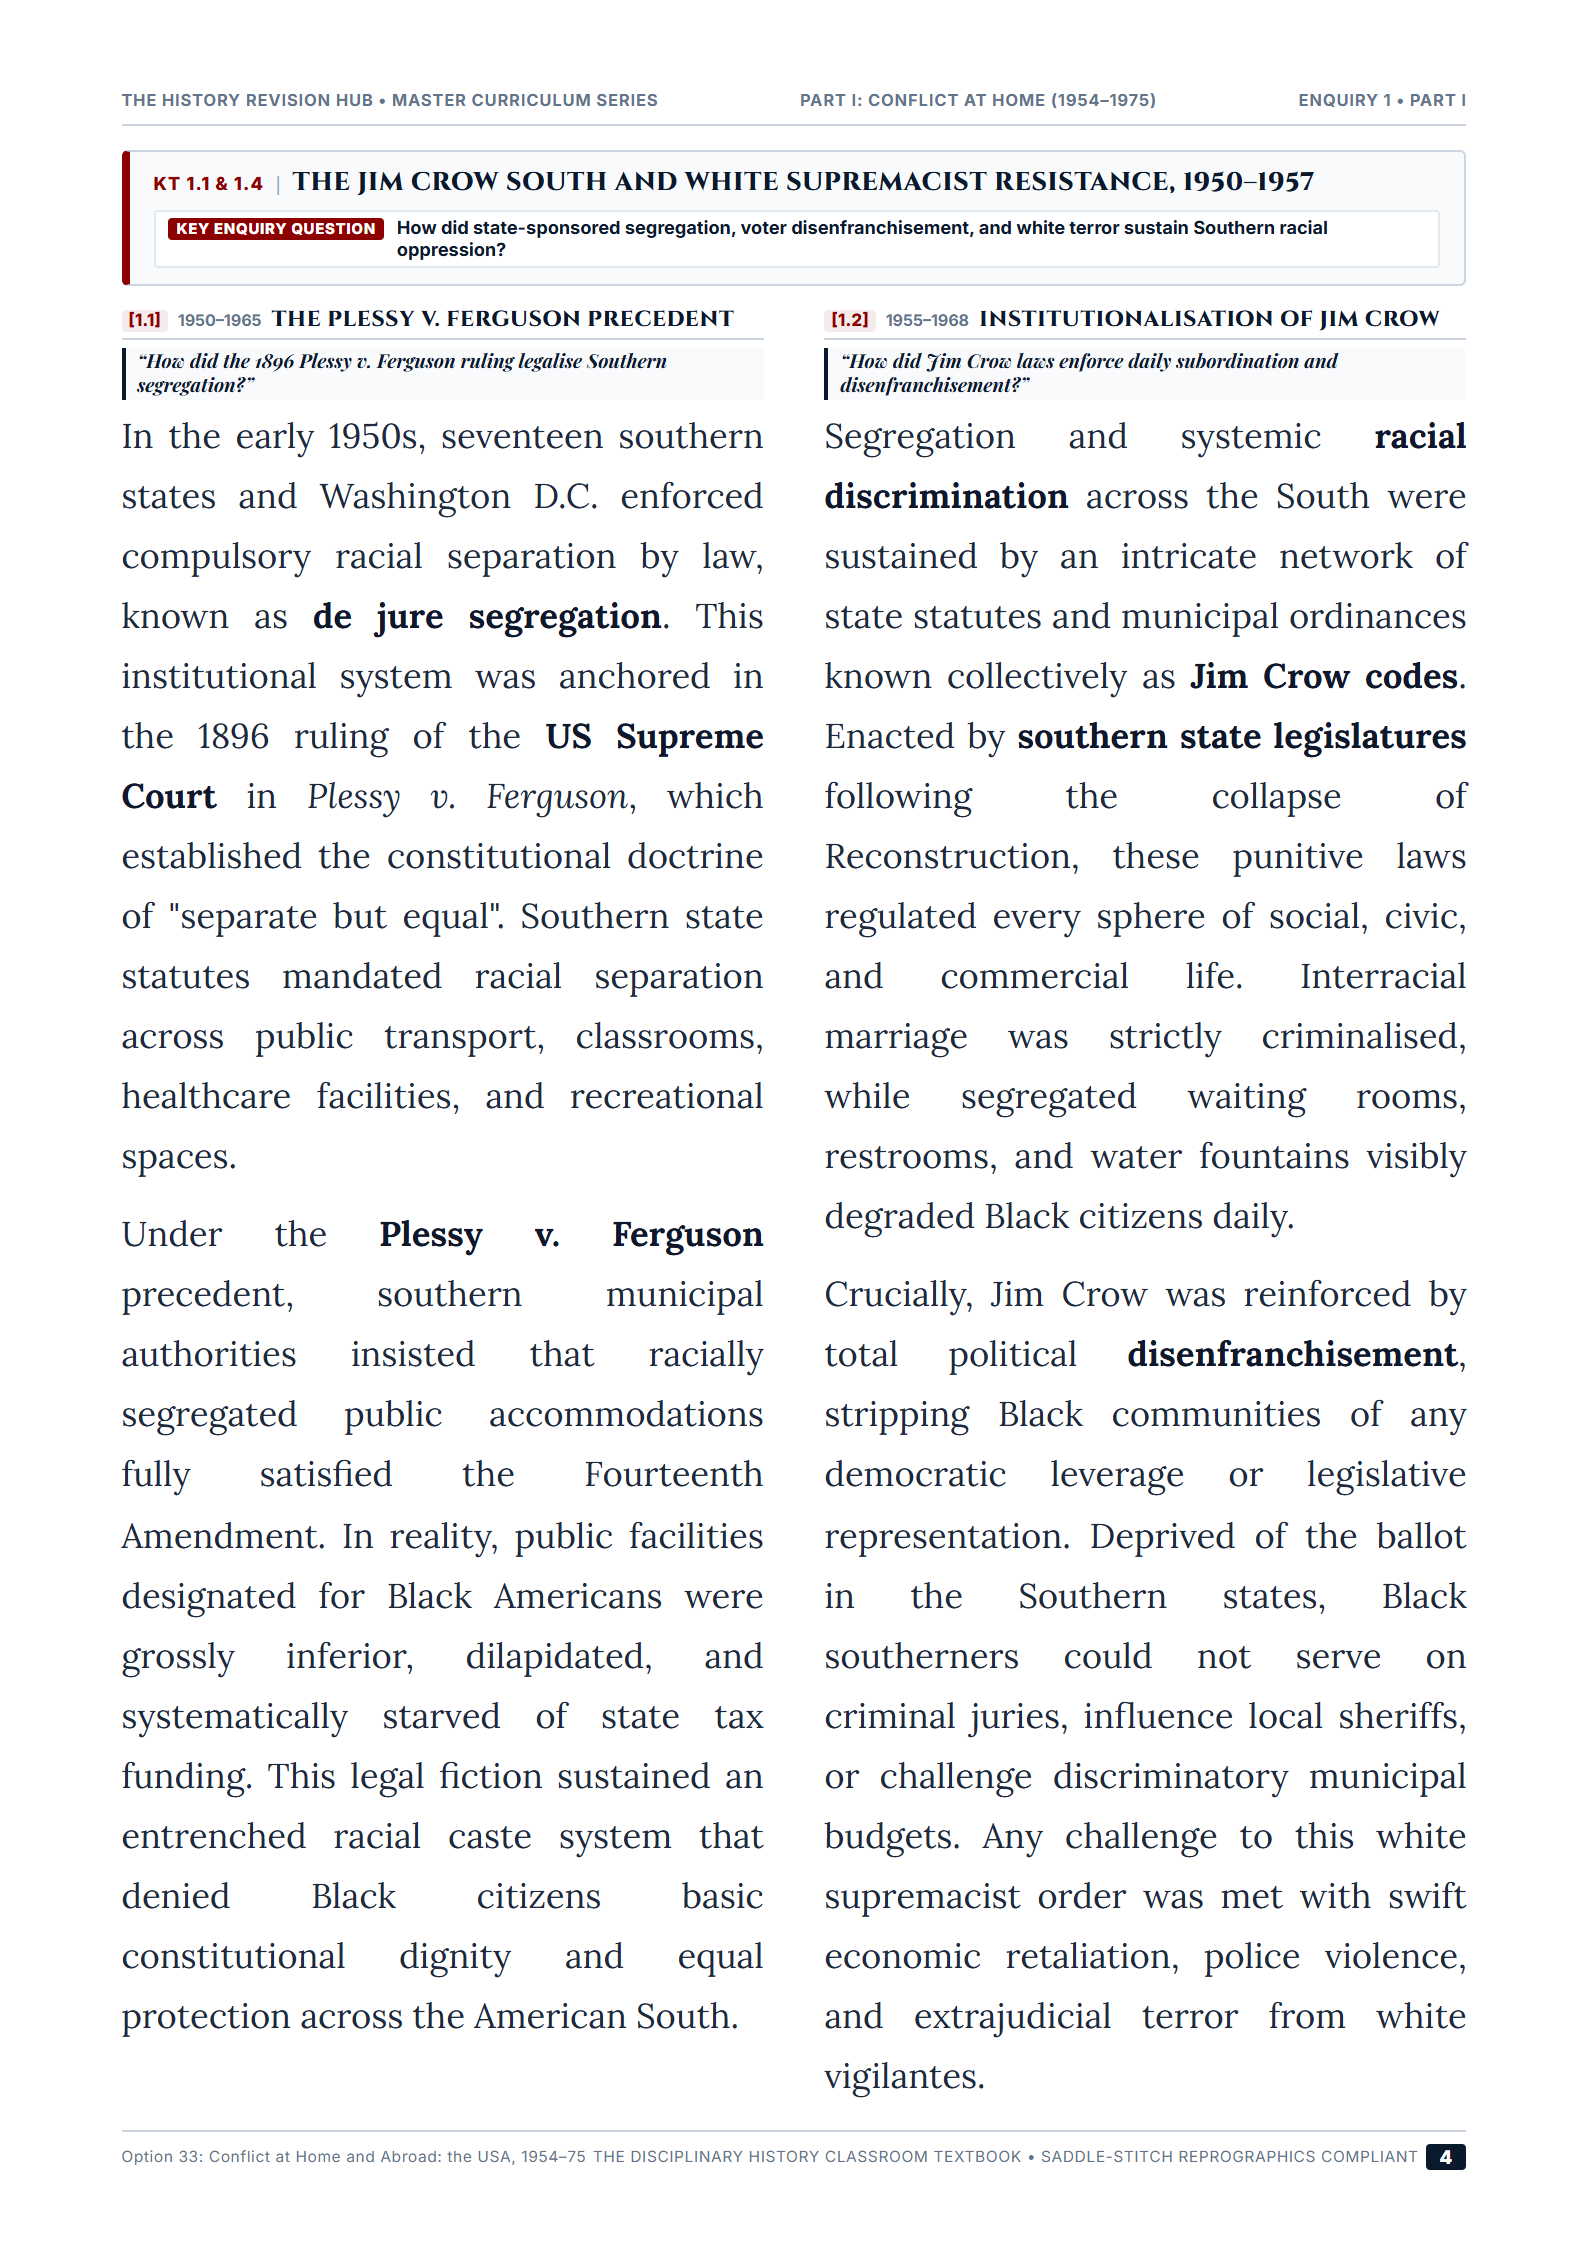 THE HISTORY REVISION HUB • MASTER CURRICULUM SERIES
PART I: CONFLICT AT HOME (1954–1975)
ENQUIRY 1 • PART I
KT 1.1 & 1.4 | THE JIM CROW SOUTH AND WHITE SUPREMACIST RESISTANCE, 1950–1957
KEY ENQUIRY QUESTION How did state-sponsored segregation, voter disenfranchisement, and white terror sustain Southern racial
oppression?
[1.1] 1950–1965 THE PLESSY V. FERGUSON PRECEDENT
“How did the 1896 Plessy v. Ferguson ruling legalise Southern
segregation?”
In the early 1950s, seventeen southern
states and Washington D.C. enforced
compulsory racial separation by law,
known as de jure segregation. This
institutional system was anchored in
the 1896 ruling of the US Supreme
Court in Plessy v. Ferguson, which
established the constitutional doctrine
of "separate but equal". Southern state
statutes mandated racial separation
across public transport, classrooms,
healthcare facilities, and recreational
spaces.
Under the Plessy v. Ferguson
precedent, southern municipal
authorities insisted that racially
segregated public accommodations
fully satisfied the Fourteenth
Amendment. In reality, public facilities
designated for Black Americans were
grossly inferior, dilapidated, and
systematically starved of state tax
funding. This legal fiction sustained an
entrenched racial caste system that
denied Black citizens basic
constitutional dignity and equal
protection across the American South.
[1.2] 1955–1968 INSTITUTIONALISATION OF JIM CROW
“How did Jim Crow laws enforce daily subordination and
disenfranchisement?”
Segregation and systemic racial
discrimination across the South were
sustained by an intricate network of
state statutes and municipal ordinances
known collectively as Jim Crow codes.
Enacted by southern state legislatures
following the collapse of
Reconstruction, these punitive laws
regulated every sphere of social, civic,
and commercial life. Interracial
marriage was strictly criminalised,
while segregated waiting rooms,
restrooms, and water fountains visibly
degraded Black citizens daily.
Crucially, Jim Crow was reinforced by
total political disenfranchisement,
stripping Black communities of any
democratic leverage or legislative
representation. Deprived of the ballot
in the Southern states, Black
southerners could not serve on
criminal juries, influence local sheriffs,
or challenge discriminatory municipal
budgets. Any challenge to this white
supremacist order was met with swift
economic retaliation, police violence,
and extrajudicial terror from white
vigilantes.
Option 33: Conflict at Home and Abroad: the USA, 1954–75 THE DISCIPLINARY HISTORY CLASSROOM TEXTBOOK • SADDLE-STITCH REPROGRAPHICS COMPLIANT 4